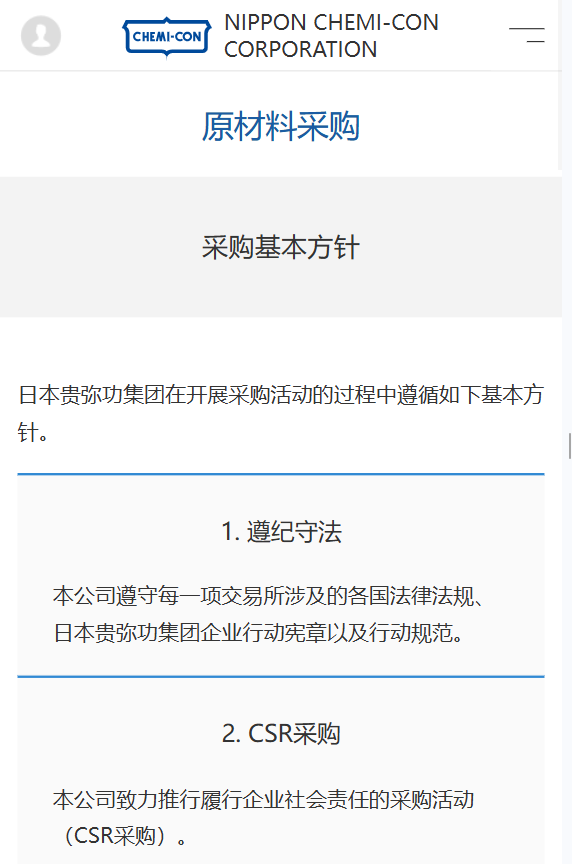 CHEMI-CON
NIPPON CHEMI-CON
CORPORATION
原材料采购
采购基本方针
日本贵弥功集团在开展采购活动的过程中遵循如下基本方
针。
1. 遵纪守法
本公司遵守每一项交易所涉及的各国法律法规、
日本贵弥功集团企业行动宪章以及行动规范。
2. CSR采购
本公司致力推行履行企业社会责任的采购活动
（CSR采购）。